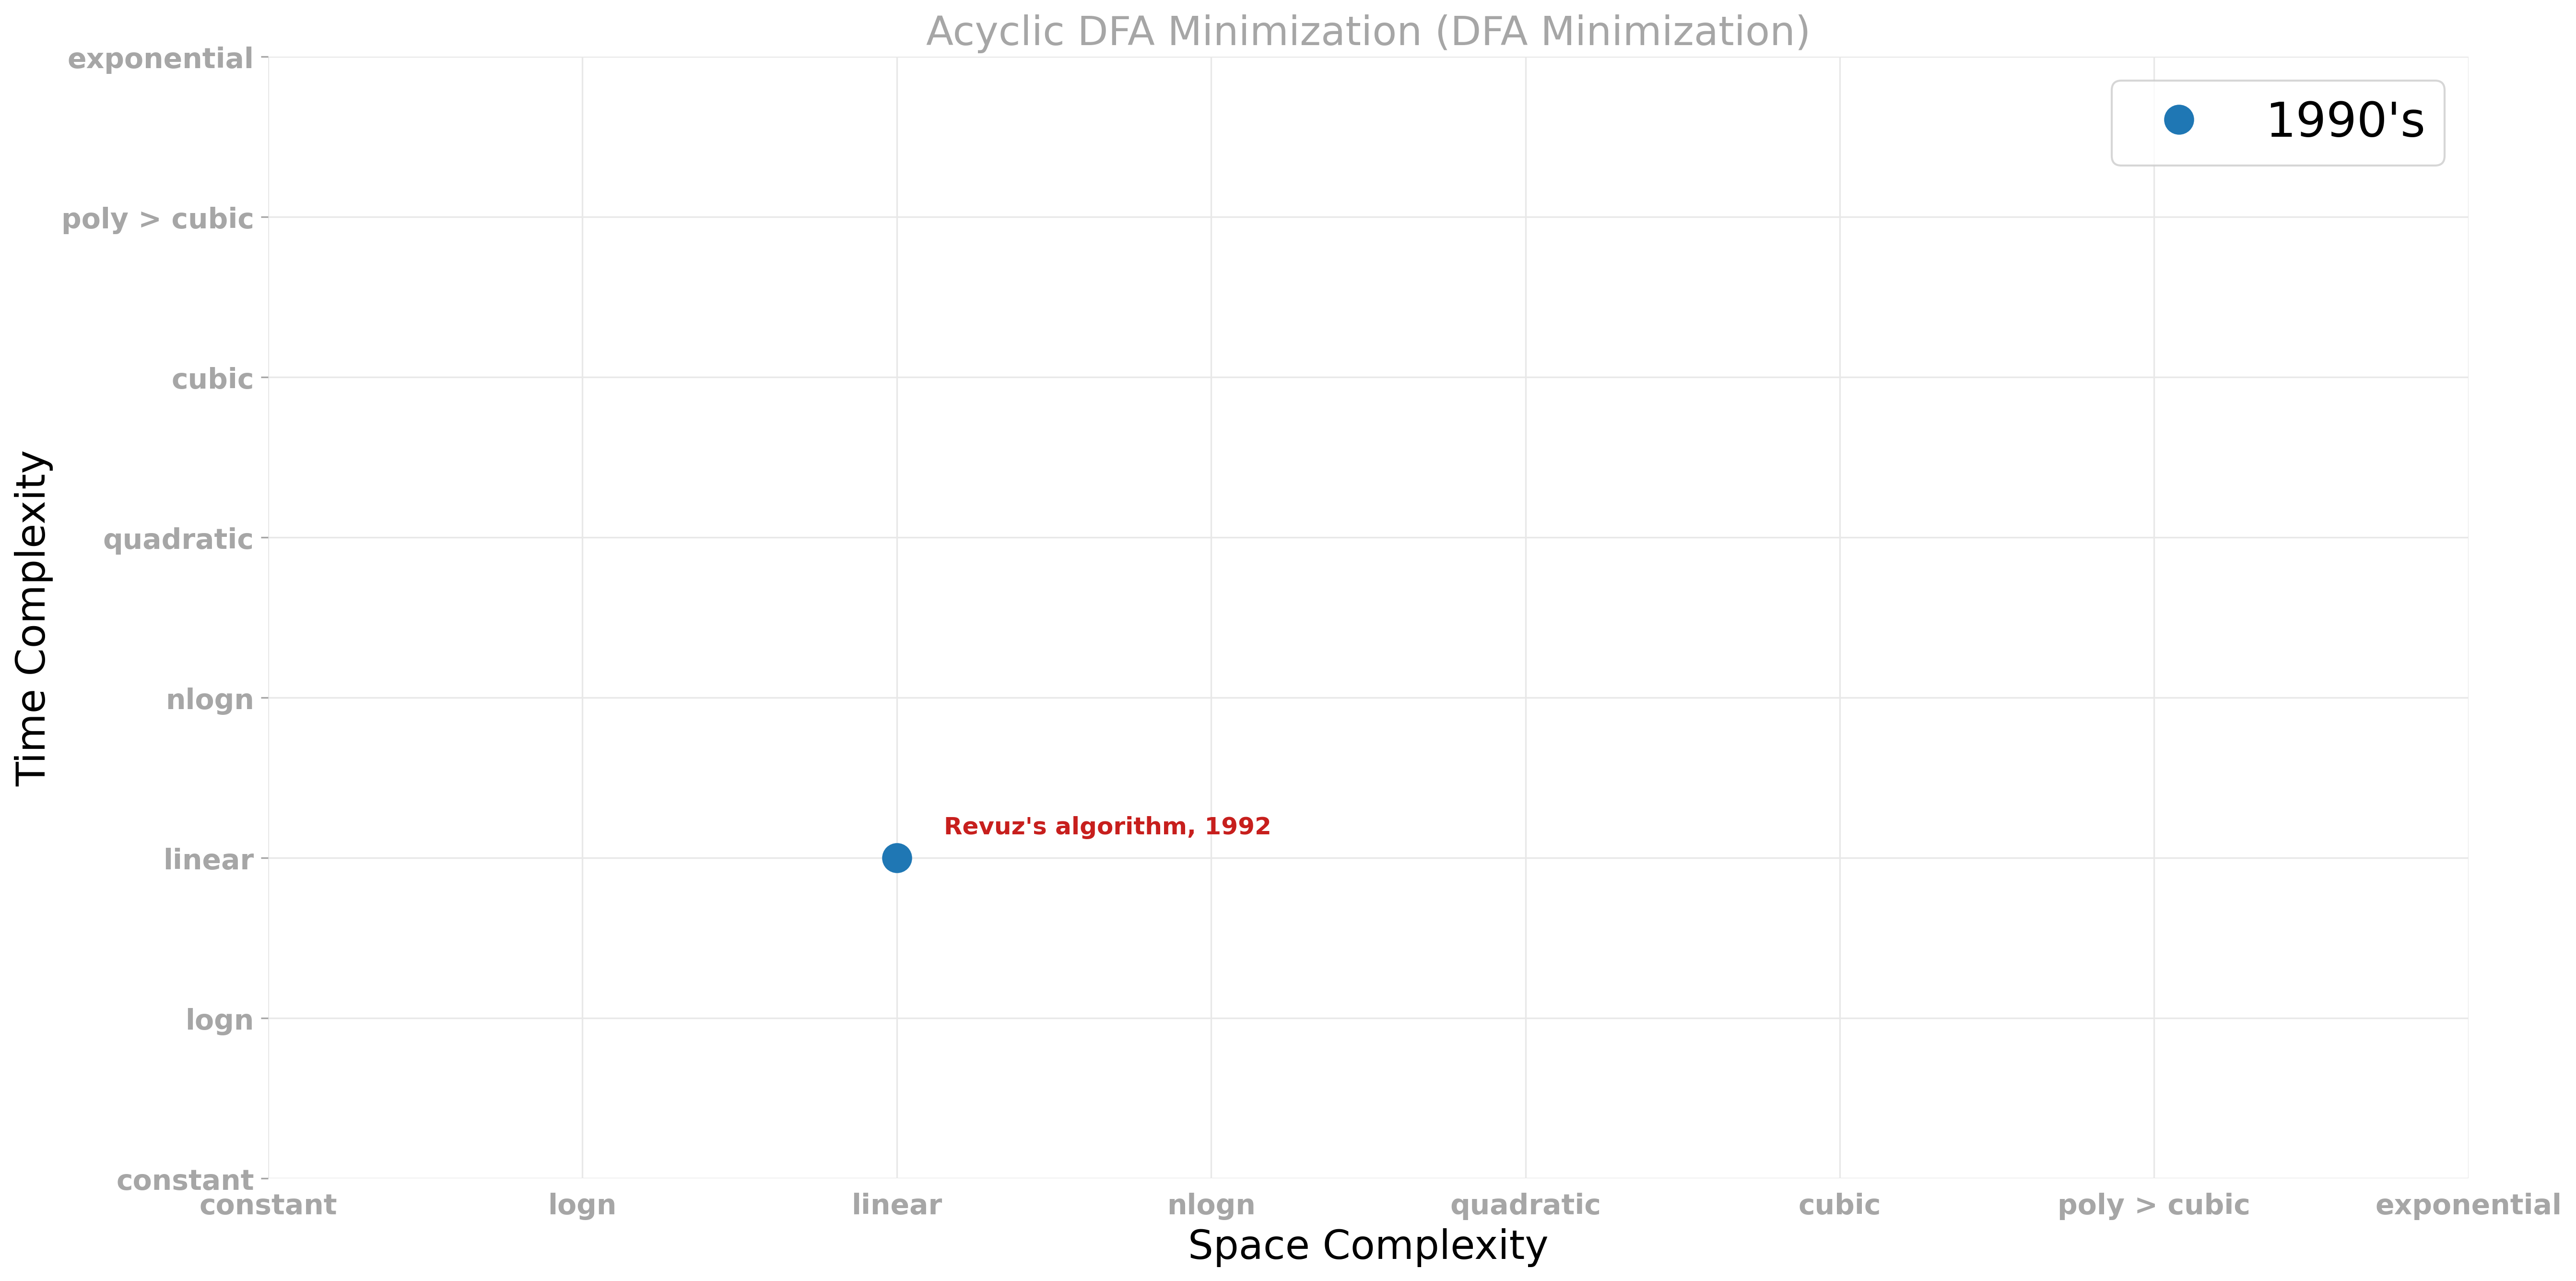 Acyclic DFA Minimization (DFA Minimization)
exponential
poly > cubic
cubic
quadratic
nlogn
linear
logn
constant
Time Complexity
1990's
Revuz's algorithm, 1992
constant
logn
linear
nlogn
quadratic
cubic
poly > cubic
exponential
Space Complexity